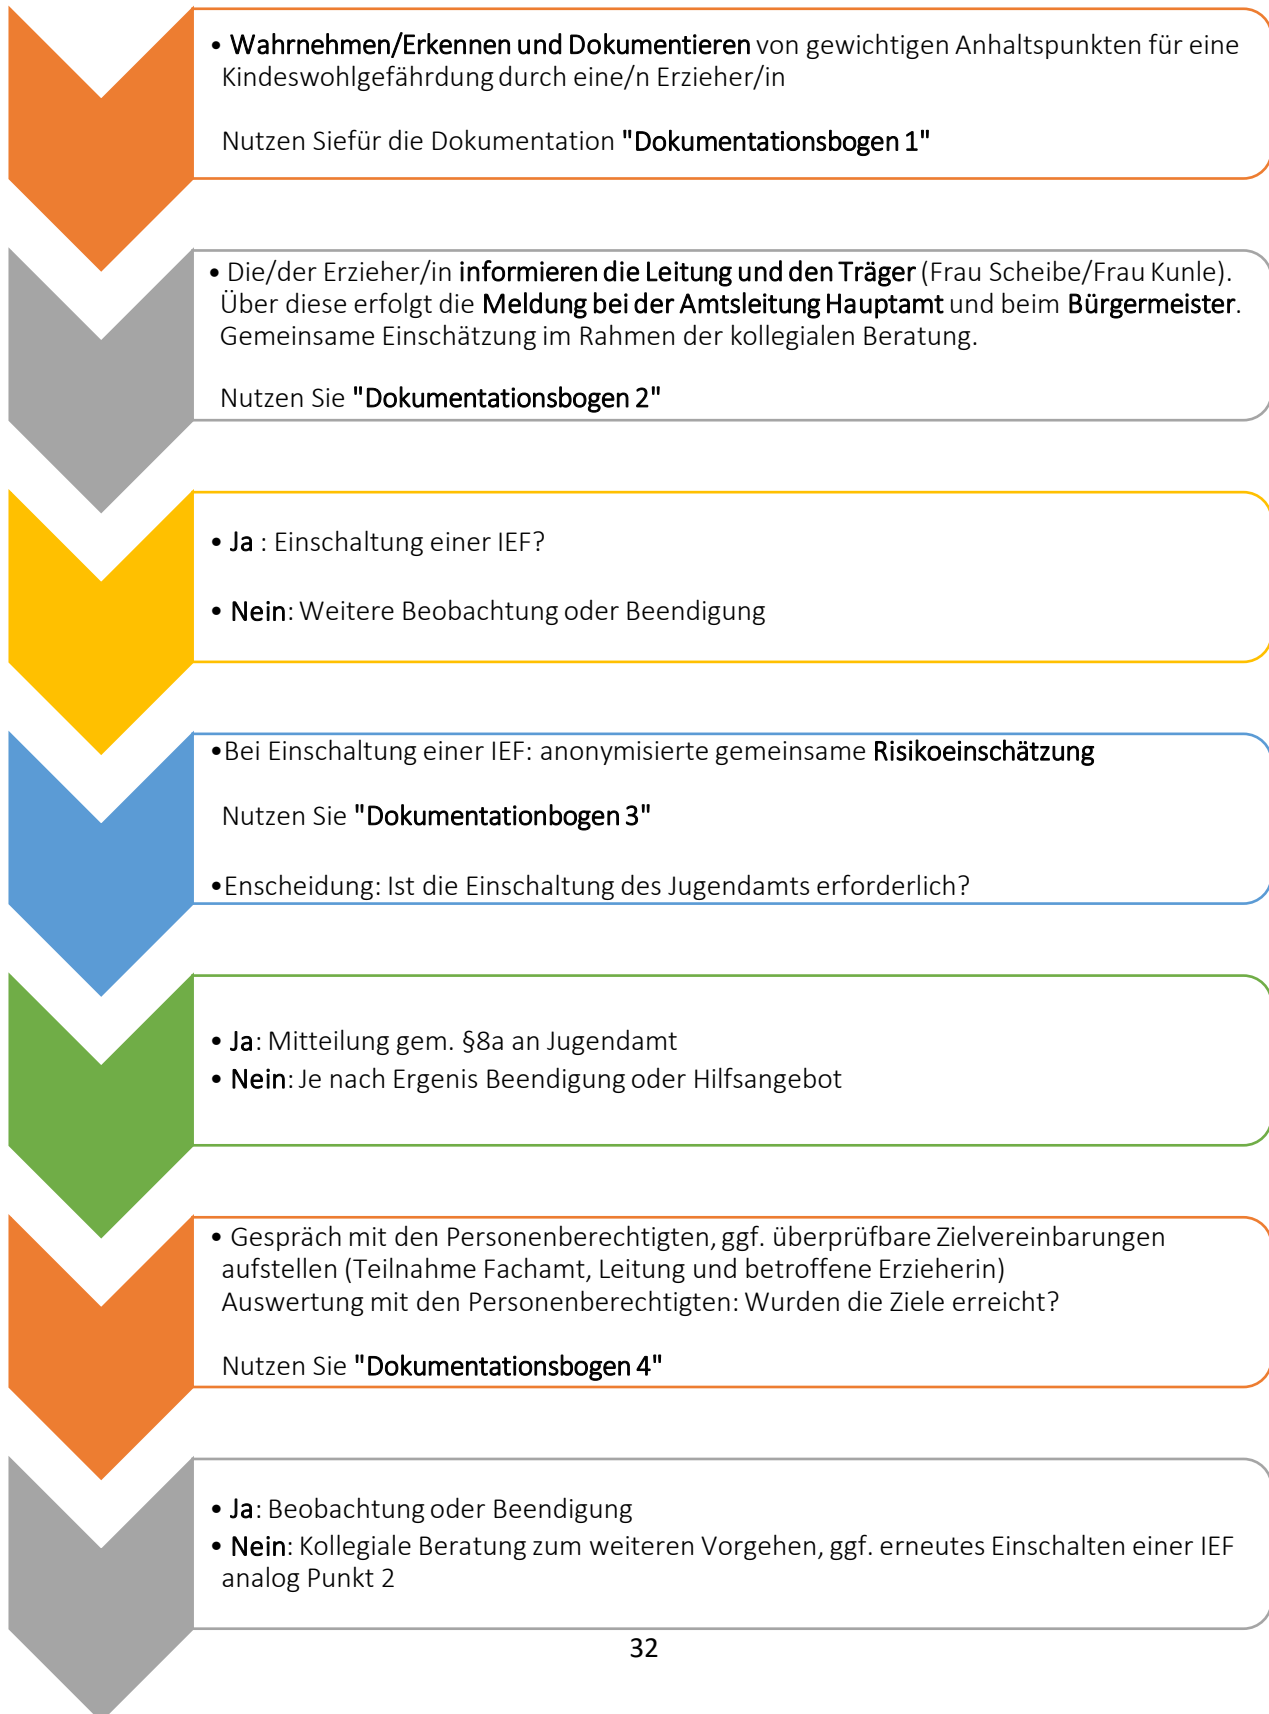 • Wahrnehmen/Erkennen und Dokumentieren von gewichtigen Anhaltspunkten für eine
Kindeswohlgefährdung durch eine/n Erzieher/in
Nutzen Siefür die Dokumentation "Dokumentationsbogen 1"
• Die/der Erzieher/in informieren die Leitung und den Träger (Frau Scheibe/Frau Kunle).
Über diese erfolgt die Meldung bei der Amtsleitung Hauptamt und beim Bürgermeister.
Gemeinsame Einschätzung im Rahmen der kollegialen Beratung.
Nutzen Sie "Dokumentationsbogen 2"
• Ja : Einschaltung einer IEF?
• Nein: Weitere Beobachtung oder Beendigung
•Bei Einschaltung einer IEF: anonymisierte gemeinsame Risikoeinschätzung
Nutzen Sie "Dokumentationbogen 3"
•Enscheidung: Ist die Einschaltung des Jugendamts erforderlich?
• Ja: Mitteilung gem. §8a an Jugendamt
• Nein: Je nach Ergenis Beendigung oder Hilfsangebot
• Gespräch mit den Personenberechtigten, ggf. überprüfbare Zielvereinbarungen
aufstellen (Teilnahme Fachamt, Leitung und betroffene Erzieherin)
Auswertung mit den Personenberechtigten: Wurden die Ziele erreicht?
Nutzen Sie "Dokumentationsbogen 4"
• Ja: Beobachtung oder Beendigung
• Nein: Kollegiale Beratung zum weiteren Vorgehen, ggf. erneutes Einschalten einer IEF
analog Punkt 2
32